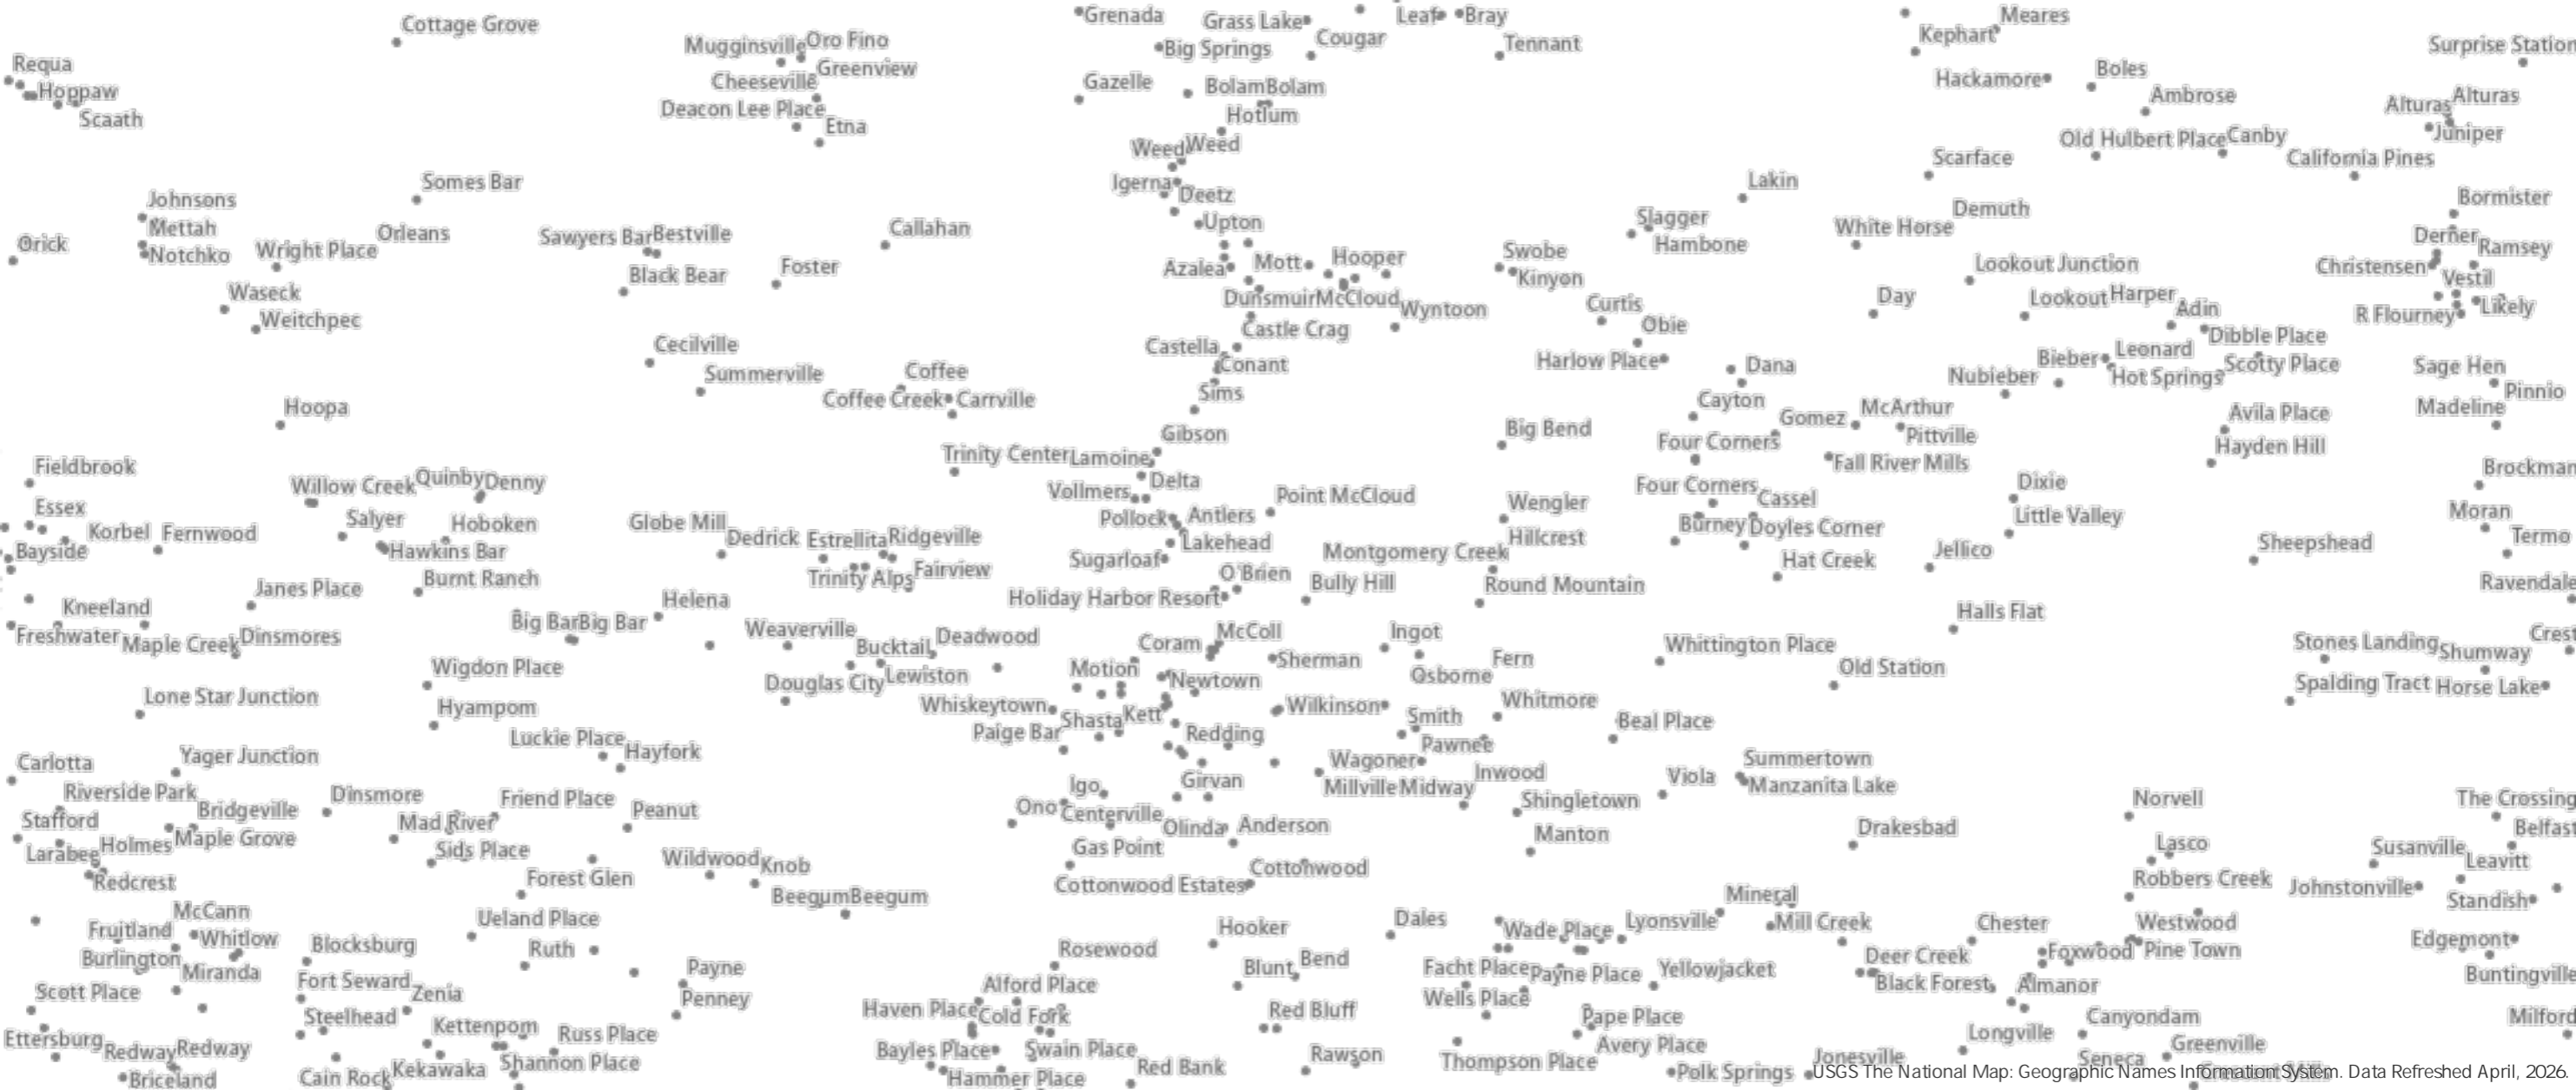 Cottage Grove
Grenada
Grass Lake
Leaf
Bray
Meares
Mugginsville
Oro Fino
Big Springs
Cougar
Tennant
Kephart
Surprise Station
Requa
Cheeseville
Greenview
Gazelle
Bolam
Bolam
Hackamore
Boles
Hoppaw
Deacon Lee Place
Hotlum
Ambrose
Alturas
Alturas
Scaath
Etna
Weed
Weed
Old Hulbert Place
Canby
Juniper
Scarface
California Pines
Somes Bar
Igerna
Deetz
Lakin
Johnsons
Bormister
Mettah
Orleans
Sawyers Bar
Bestville
Callahan
Upton
Slagger
Demuth
White Horse
Derner
Orick
Notchko
Wright Place
Hambone
Ramsey
Black Bear
Foster
Azalea
Mott
Hooper
Swobe
Kinyon
Lookout Junction
Christensen
Vestil
Waseck
Dunsmuir
McCloud
Wyntoon
Curtis
Day
Lookout
Harper
Adin
R Flourney
Likely
Weitchpec
Castle Crag
Obie
Dibble Place
Cecilville
Castella
Conant
Harlow Place
Dana
Bieber
Leonard
Scotty Place
Sage Hen
Summerville
Coffee
Nubieber
Hot Springs
Pinnio
Coffee Creek
Carrville
Sims
Cayton
Hoopa
Gomez
McArthur
Avila Place
Madeline
Gibson
Big Bend
Four Corners
Pittville
Hayden Hill
Trinity Center
Lamoine
Fall River Mills
Fieldbrook
Brockman
Willow Creek
Quinby
Denny
Vollmers
Delta
Point McCloud
Wengler
Four Corners
Cassel
Dixie
Essex
Salyer
Hoboken
Globe Mill
Pollock
Antlers
Burney
Doyles Corner
Little Valley
Moran
Korbel
Fernwood
Dedrick
Estrellita
Ridgeville
Lakehead
Hillcrest
Termo
Bayside
Hawkins Bar
Sugarloaf
Montgomery Creek
Hat Creek
Jellico
Sheepshead
Janes Place
Burnt Ranch
Trinity Alps
Fairview
O'Brien
Bully Hill
Round Mountain
Ravendale
Kneeland
Helena
Holiday Harbor Resort
Halls Flat
Freshwater
Maple Creek
Dinsmores
Big Bar
Big Bar
Weaverville
Bucktail
Deadwood
Coram
McColl
Ingot
Whittington Place
Stones Landing
Crest
Shumway
Wigdon Place
Douglas City
Lewiston
Motion
Newtown
Sherman
Osborne
Fern
Old Station
Lone Star Junction
Hyampom
Whiskeytown
Wilkinson
Whitmore
Spalding Tract
Horse Lake
Paige Bar
Shasta
Kett
Smith
Beal Place
Luckie Place
Hayfork
Redding
Pawnee
Carlotta
Yager Junction
Wagoner
Inwood
Summertown
Riverside Park
Dinsmore
Friend Place
Igo
Girvan
Millville
Midway
Viola
Manzanita Lake
Stafford
Bridgeville
Mad River
Peanut
Ono
Centerville
Shingletown
Norvell
The Crossing
Larabee
Holmes
Maple Grove
Sids Place
Olinda
Anderson
Manton
Drakesbad
Belfast
Redcrest
Wildwood
Knob
Gas Point
Lasco
Susanville
Leavitt
Forest Glen
Cottonwood Estates
Cottonwood
Robbers Creek
Johnstonville
McCann
Beegum
Beegum
Mineral
Standish
Fruitland
Whitlow
Ueland Place
Hooker
Dales
Wade Place
Lyonsville
Mill Creek
Chester
Westwood
Burlington
Blocksburg
Ruth
Rosewood
Edgemont
Miranda
Payne
Blunt
Bend
Facht Place
Payne Place
Yellowjacket
Deer Creek
Foxwood
Pine Town
Scott Place
Fort Seward
Zenia
Alford Place
Wells Place
Black Forest
Almanor
Buntingville
Penney
Haven Place
Cold Fork
Red Bluff
Steelhead
Pape Place
Canyondam
Milford
Ettersburg
Kettenpom
Russ Place
Longville
Redway
Redway
Bayles Place
Swain Place
Rawson
Avery Place
Greenville
Briceland
Cain Rock
Kekawaka
Shannon Place
Hammer Place
Red Bank
Thompson Place
Polk Springs
Jonesville
Seneca
USGS The National Map: Geographic Names Information System. Data Refreshed April, 2026.